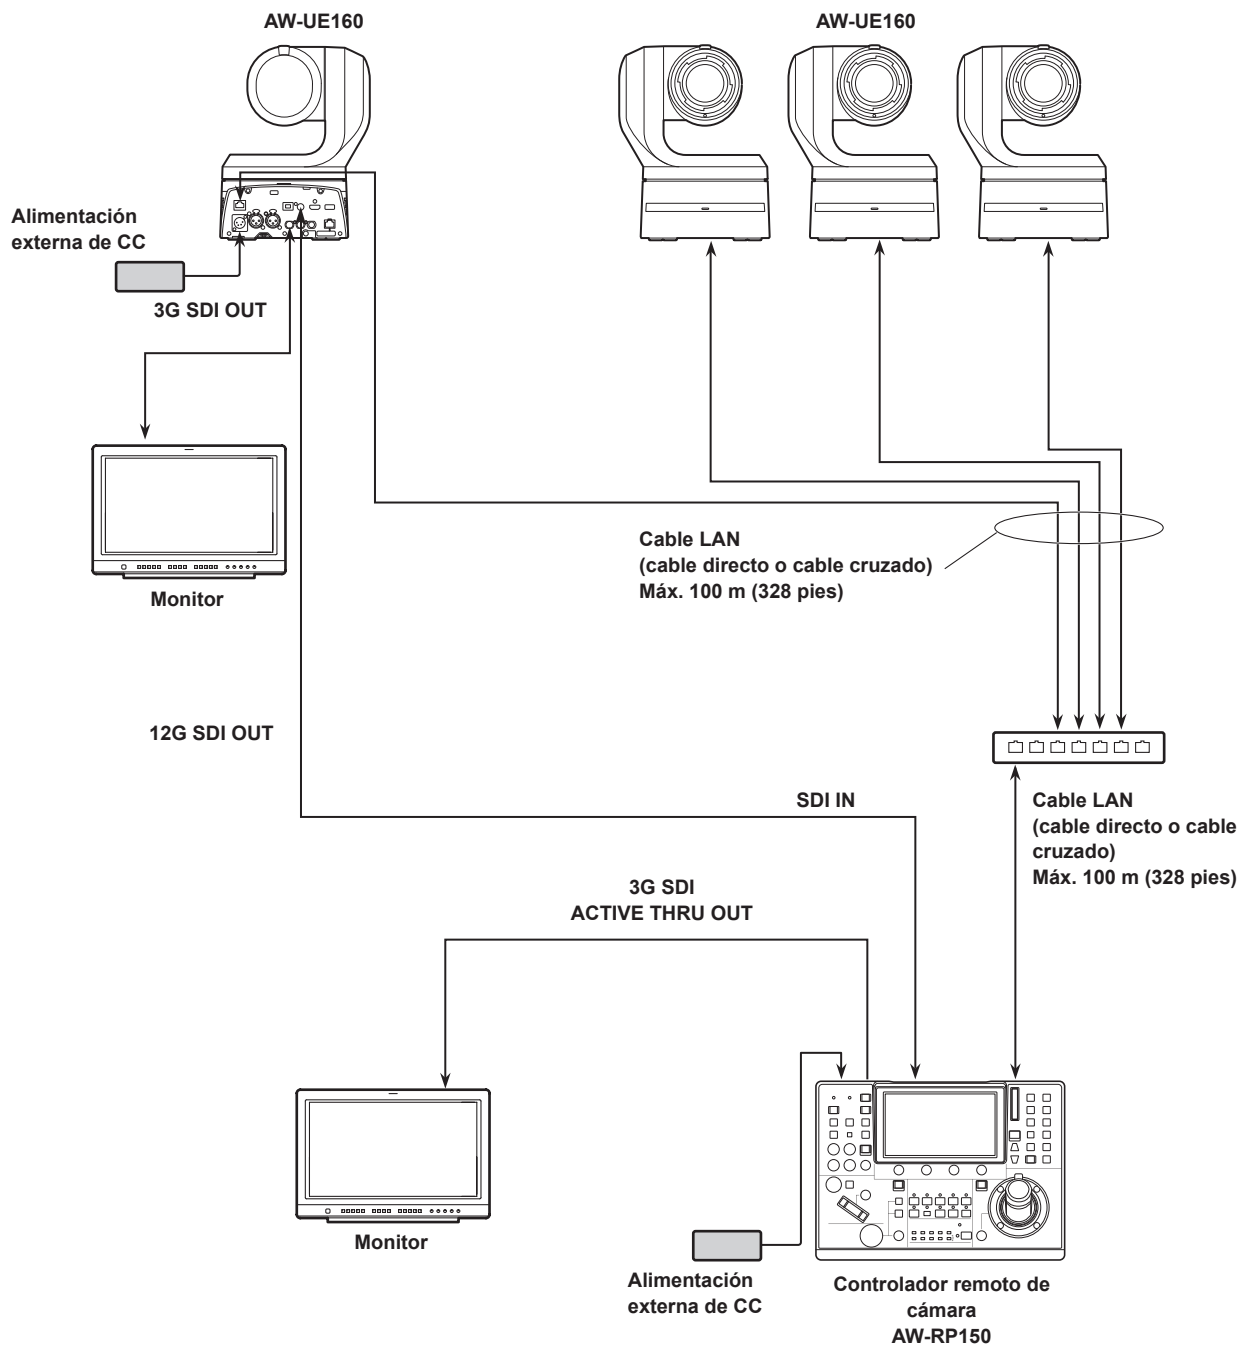 AW-UE160
AW-UE160
Alimentación
externa de CC
3G SDI OUT
Monitor
Cable LAN
(cable directo o cable cruzado)
Máx. 100 m (328 pies)
12G SDI OUT
SDI IN
Cable LAN
(cable directo o cable
cruzado)
Máx. 100 m (328 pies)
3G SDI
ACTIVE THRU OUT
Monitor
Alimentación
externa de CC
Controlador remoto de
cámara
AW-RP150